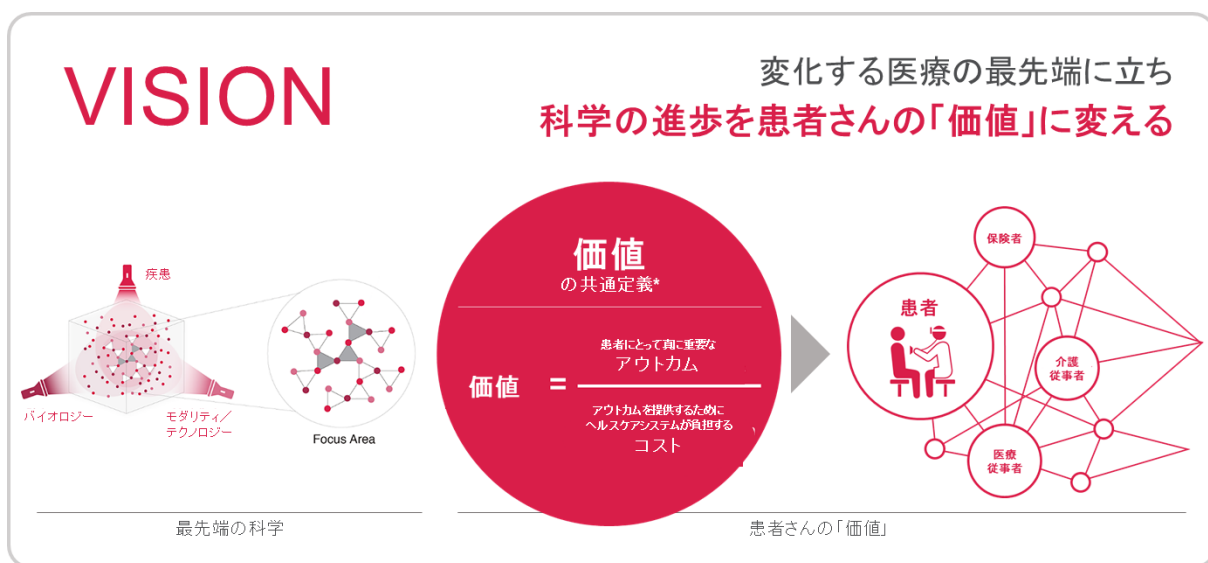 VISION
変化する医療の最先端に立ち
科学の進歩を患者さんの「価値」に変える
疾患
バイオロジー
モダリティ／
テクノロジー
Focus Area
最先端の科学
価値
の共通定義*
価値
=
患者にとって真に重要な
アウトカム
アウトカムを提供するために
ヘルスケアシステムが負担する
コスト
保険者
患者
介護
従事者
医療
従事者
患者さんの「価値」